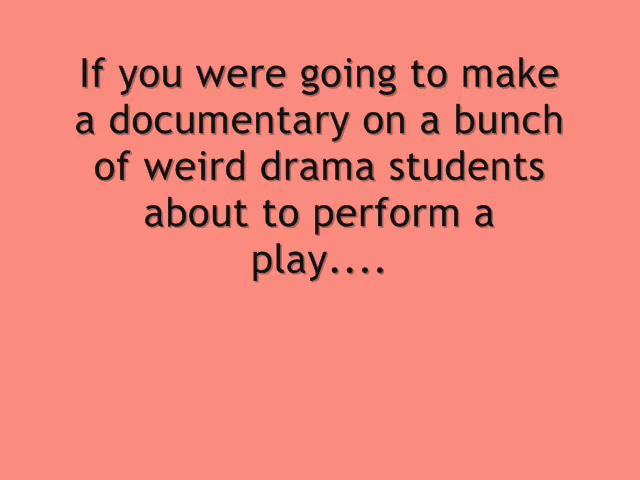 If you were going to make
a documentary on a bunch
of weird drama students
about to perform a
play....